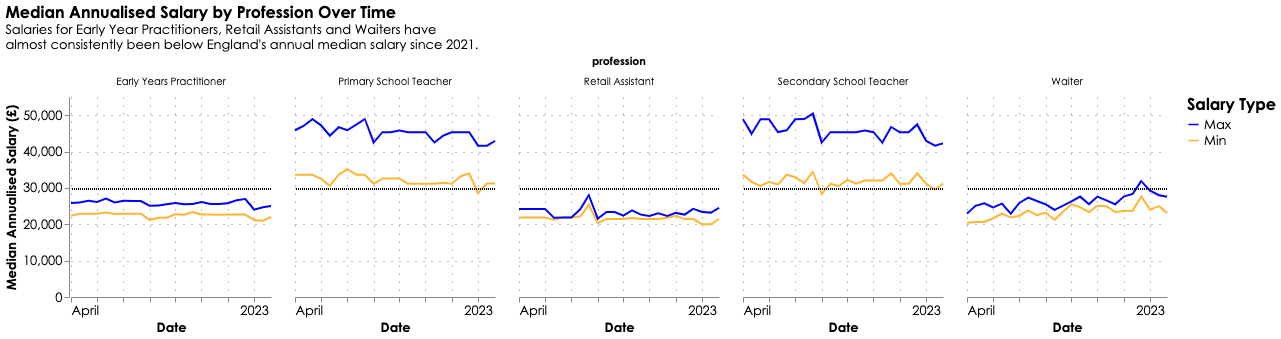 Median Annualised Salary by Profession Over Time
Salaries for Early Year Practitioners, Retail Assistants and Waiters have
almost consistently been below England's annual median salary since 2021.
profession
Early Years Practitioner
Primary School Teacher
Retail Assistant
Secondary School Teacher
Waiter
Median Annualised Salary (£)
50,000
40,000
30,000
20,000
10,000
0
April 2023
Date
April 2023
Date
April 2023
Date
April 2023
Date
April 2023
Date
Salary Type
Max
Min